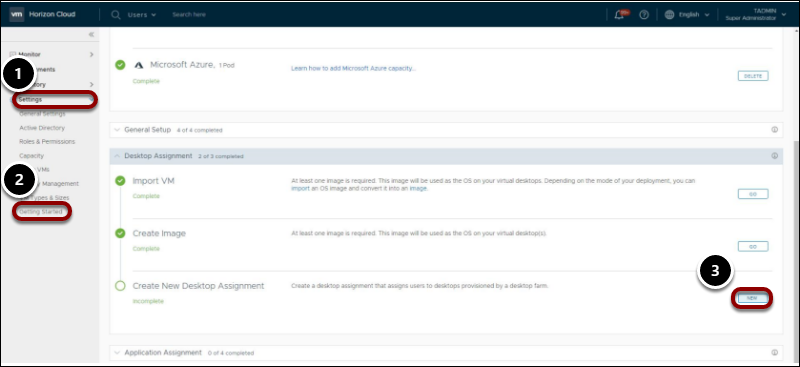 vm Horizon Cloud
Users
Search here
English
TADMIN
Super Administrator
Monitor
Settings
General Settings
Active Directory
Roles & Permissions
Capacity
VMs
Management
Types & Sizes
Getting Started
1
2
Microsoft Azure, 1 Pod
Complete
Learn how to add Microsoft Azure capacity..
DELETE
General Setup 4 of 4 completed
Desktop Assignment 2 of 3 completed
Import VM
Complete
At least one image is required. This image will be used as the OS on your virtual desktops. Depending on the mode of your deployment, you can
import an OS image and convert it into an image.
GO
Create Image
Complete
At least one image is required. This image will be used as the OS on your virtual desktop(s).
GO
Create New Desktop Assignment
Incomplete
Create a desktop assignment that assigns users to desktops provisioned by a desktop farm.
3
NEW
Application Assignment 0 of 4 completed